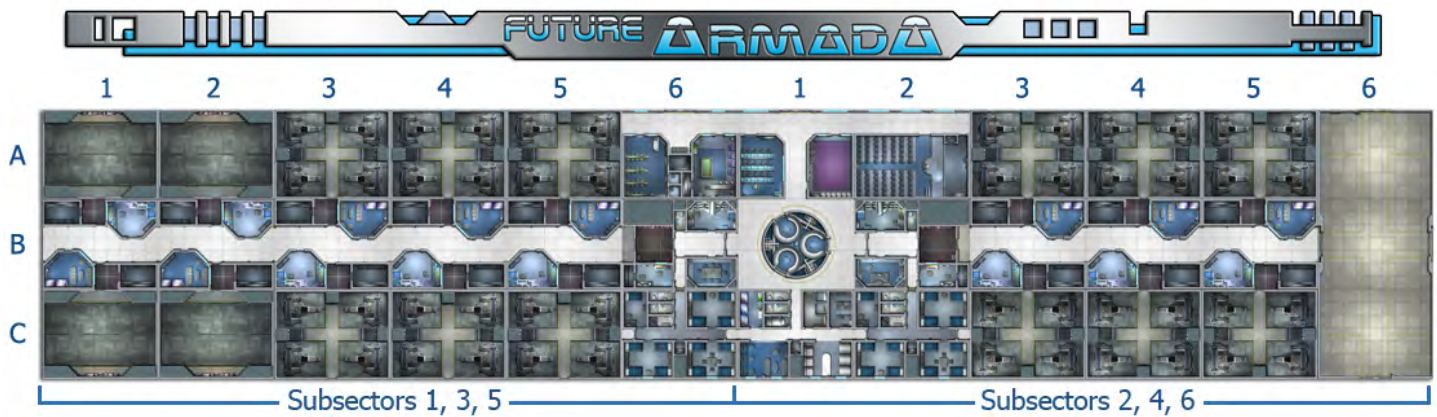 FUTURE ARMADA
1 2 3 4 5 6 1 2 3 4 5 6
A
B
C
Subsectors 1, 3, 5 Subsectors 2, 4, 6